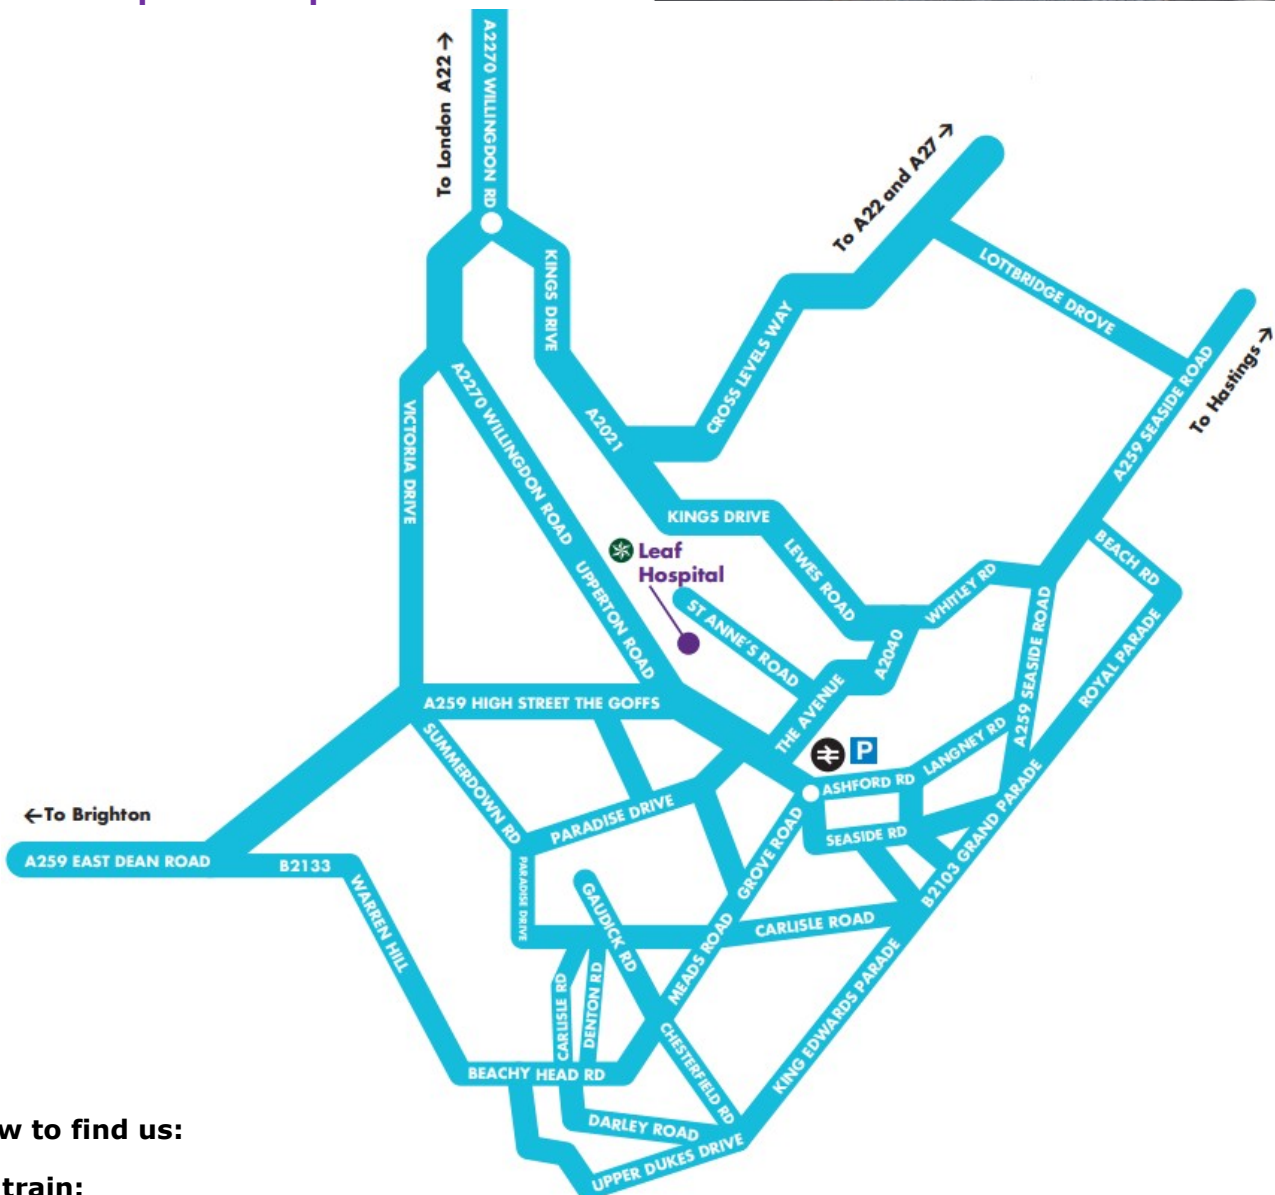 To London A22 →
A2270 WILLINGDON RD
To A22 and A27 →
LOTTBRIDGE DROVE
KINGS DRIVE
CROSS LEVELS WAY
A259 SEASIDE ROAD
To Hastings →
A2270 WILLINGDON ROAD
A2021
VICTORIA DRIVE
KINGS DRIVE
Leaf
Hospital
LEWES ROAD
BEACH RD
UPPERTON ROAD
ST ANNE'S ROAD
WHITLEY RD
A2040
A259 SEASIDE ROAD
ROYAL PARADE
A259 HIGH STREET THE GOFFS
THE AVENUE
P
LANGNEY RD
ASHFORD RD
SUMMERDOWN RD
PARADISE DRIVE
SEASIDE RD
B2103 GRAND PARADE
← To Brighton
A259 EAST DEAN ROAD
B2133
GROVE ROAD
PARADISE DRIVE
GAUDICK RD
WARREN HILL
CARLISLE ROAD
MEADS ROAD
CARLISLE RD
DENTON RD
KING EDWARDS PARADE
CHESTERFIELD RD
BEACHY HEAD RD
DARLEY ROAD
UPPER DUKES DRIVE
w to find us:
train: